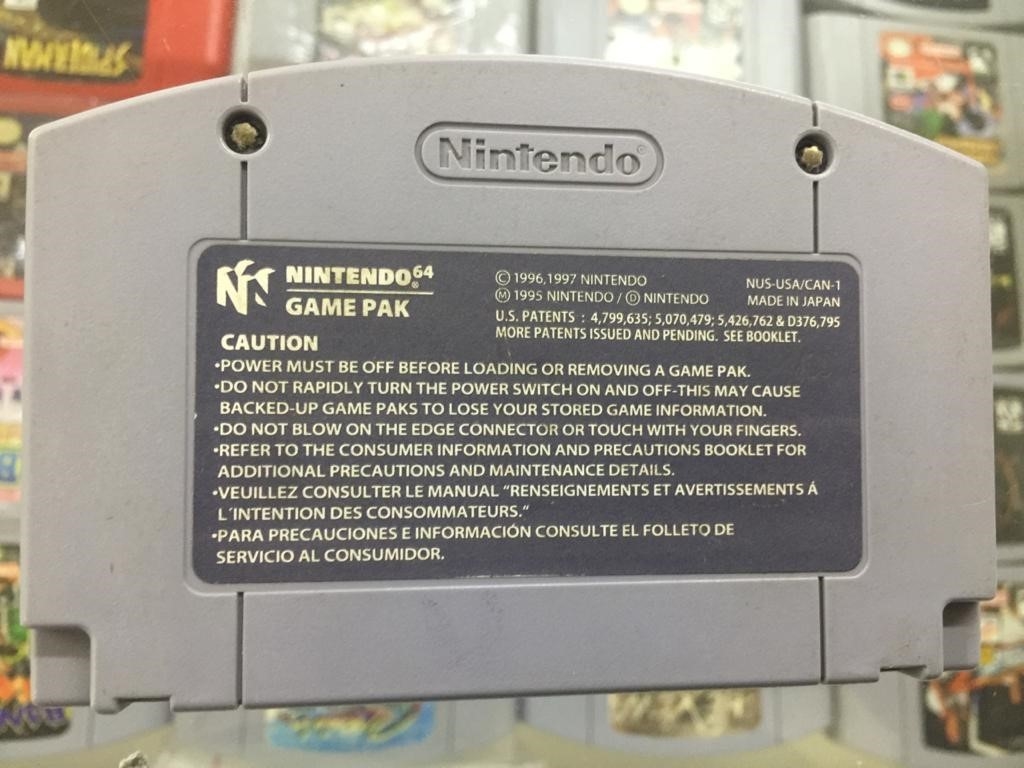 Nintendo
NINTENDO 64
GAME PAK
© 1996,1997 NINTENDO
Ⓜ 1995 NINTENDO / Ⓓ NINTENDO
NUS-USA/CAN-1
MADE IN JAPAN
U.S. PATENTS : 4,799,635; 5,070,479; 5,426,762 & D376,795
MORE PATENTS ISSUED AND PENDING. SEE BOOKLET.
CAUTION
•POWER MUST BE OFF BEFORE LOADING OR REMOVING A GAME PAK.
•DO NOT RAPIDLY TURN THE POWER SWITCH ON AND OFF-THIS MAY CAUSE
BACKED-UP GAME PAKS TO LOSE YOUR STORED GAME INFORMATION.
•DO NOT BLOW ON THE EDGE CONNECTOR OR TOUCH WITH YOUR FINGERS.
•REFER TO THE CONSUMER INFORMATION AND PRECAUTIONS BOOKLET FOR
ADDITIONAL PRECAUTIONS AND MAINTENANCE DETAILS.
•VEUILLEZ CONSULTER LE MANUAL "RENSEIGNEMENTS ET AVERTISSEMENTS Á
L'INTENTION DES CONSOMMATEURS."
•PARA PRECAUCIONES E INFORMACIÓN CONSULTE EL FOLLETO DE
SERVICIO AL CONSUMIDOR.